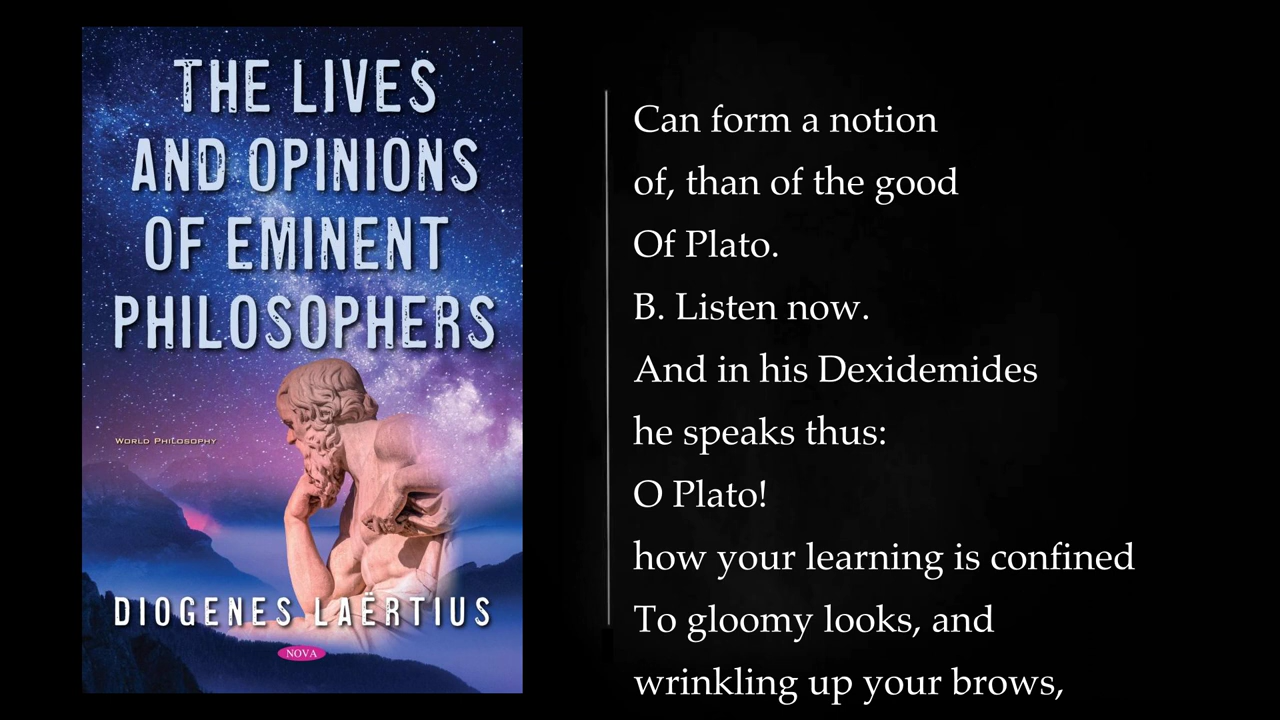 THE LIVES
AND OPINIONS
OF EMINENT
PHILOSOPHERS
WORLD PHILOSOPHY
DIOGENES LAËRTIUS
NOVA
Can form a notion
of, than of the good
Of Plato.
B. Listen now.
And in his Dexidemides
he speaks thus:
O Plato!
how your learning is confined
To gloomy looks, and
wrinkling up your brows,